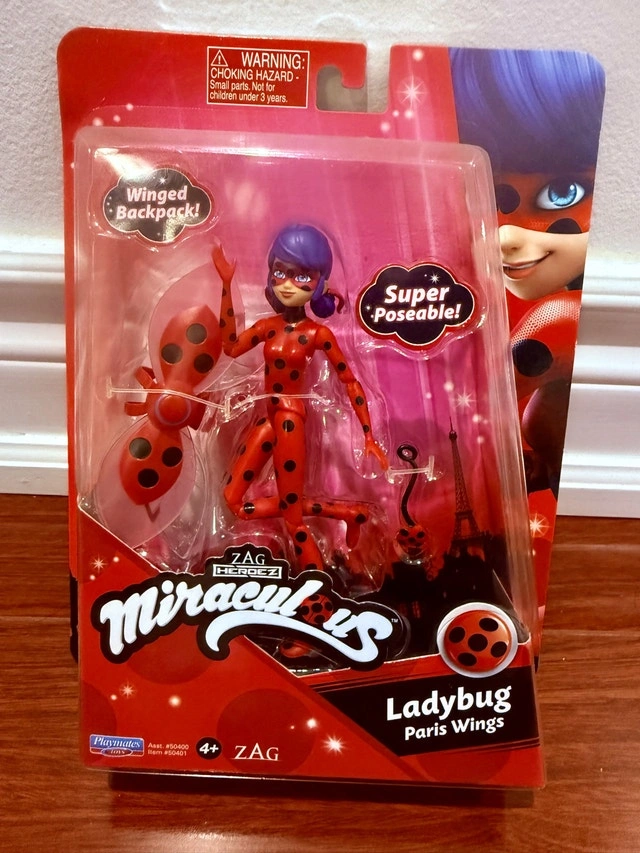 WARNING:
CHOKING HAZARD -
Small parts. Not for
children under 3 years.
Winged
Backpack!
Super
Poseable!
ZAG
HEROEZ
Miraculous
TM
Ladybug
Paris Wings
Playmates
TOYS
Asst. #50400
Item #50401
4+
ZAG